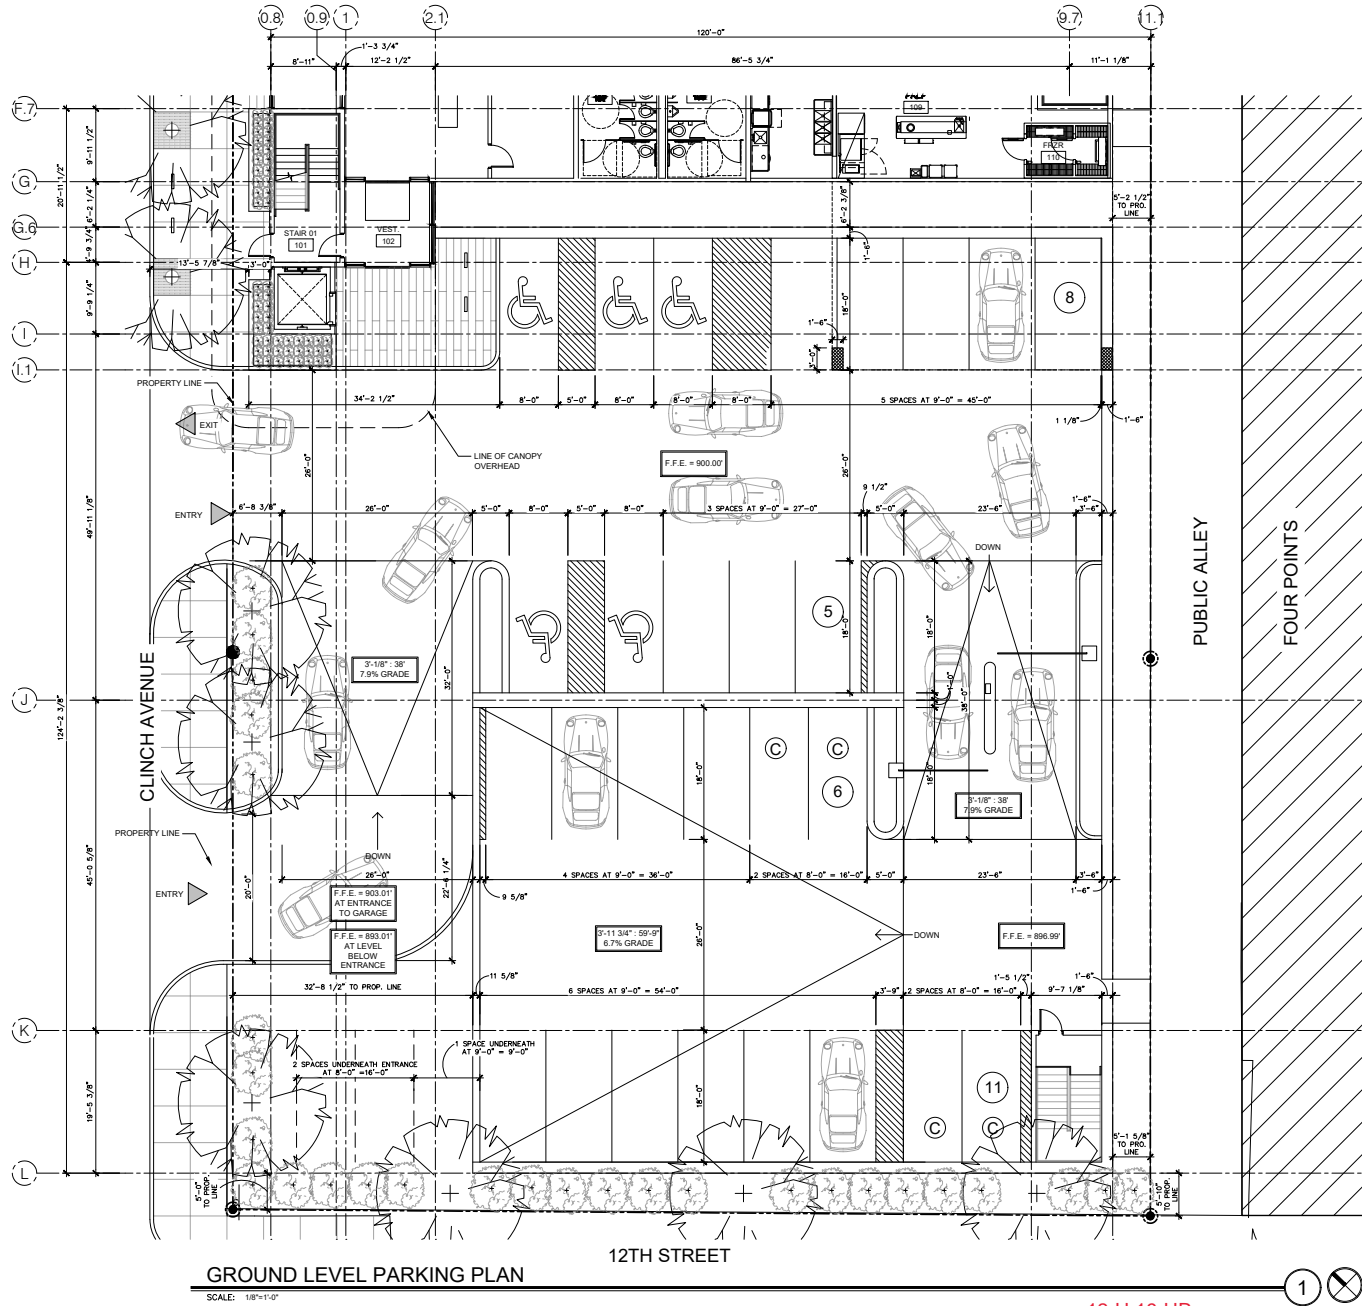 0.8
0.9
1
2.1
9.7
11.1
120'-0"
1'-3 3/4"
8'-11"
12'-2 1/2"
86'-5 3/4"
11'-1 1/8"
F.7
G
G.6
H
I
I.1
J
K
L
9'-11 1/2"
20'-11 1/2"
6'-2 1/4"
9'-9 1/4"
49'-11 1/8"
124'-2 3/8"
45'-0 5/8"
19'-5 3/8"
109
FRZR
110
STAIR 01
101
VEST.
102
13'-5 7/8"
3'-0"
6'-2 3/8"
1'-6"
5'-2 1/2"
TO PRO.
LINE
18'-0"
8
1'-6"
3'-0"
PROPERTY LINE
34'-2 1/2"
8'-0"
5'-0"
8'-0"
8'-0"
8'-0"
5 SPACES AT 9'-0" = 45'-0"
1 1/8"
1'-6"
EXIT
LINE OF CANOPY
OVERHEAD
26'-0"
F.F.E. = 900.00'
26'-0"
9 1/2"
ENTRY
6'-8 3/8"
26'-0"
5'-0"
8'-0"
5'-0"
8'-0"
3 SPACES AT 9'-0" = 27'-0"
5'-0"
23'-6"
1'-6"
3'-6"
DOWN
PUBLIC ALLEY
FOUR POINTS
5
18'-0"
18'-0"
CLINCH AVENUE
3'-1/8" : 38'
7.9% GRADE
32'-0"
1'-0"
38'-0"
18'-0"
C
C
6
18'-0"
3'-1/8" : 38'
7.9% GRADE
PROPERTY LINE
DOWN
ENTRY
20'-0"
26'-0"
22'-6 1/4"
4 SPACES AT 9'-0" = 36'-0"
2 SPACES AT 8'-0" = 16'-0"
5'-0"
23'-6"
3'-6"
1'-6"
9 5/8"
F.F.E. = 903.01'
AT ENTRANCE
TO GARAGE
F.F.E. = 893.01'
AT LEVEL
BELOW
ENTRANCE
3'-11 3/4" : 59'-9"
6.7% GRADE
26'-0"
DOWN
F.F.E. = 896.99'
32'-8 1/2" TO PROP. LINE
11 5/8"
6 SPACES AT 9'-0" = 54'-0"
3'-9"
2 SPACES AT 8'-0" = 16'-0"
1'-5 1/2"
9'-7 1/8"
1'-6"
1 SPACE UNDERNEATH
AT 9'-0" = 9'-0"
2 SPACES UNDERNEATH ENTRANCE
AT 8'-0" =16'-0"
18'-0"
11
C
C
5'-1 5/8"
TO PRO.
LINE
5'-0"
TO PROP.
LINE
5'-10"
TO PROP.
LINE
12TH STREET
GROUND LEVEL PARKING PLAN
SCALE: 1/8"=1'-0"
1